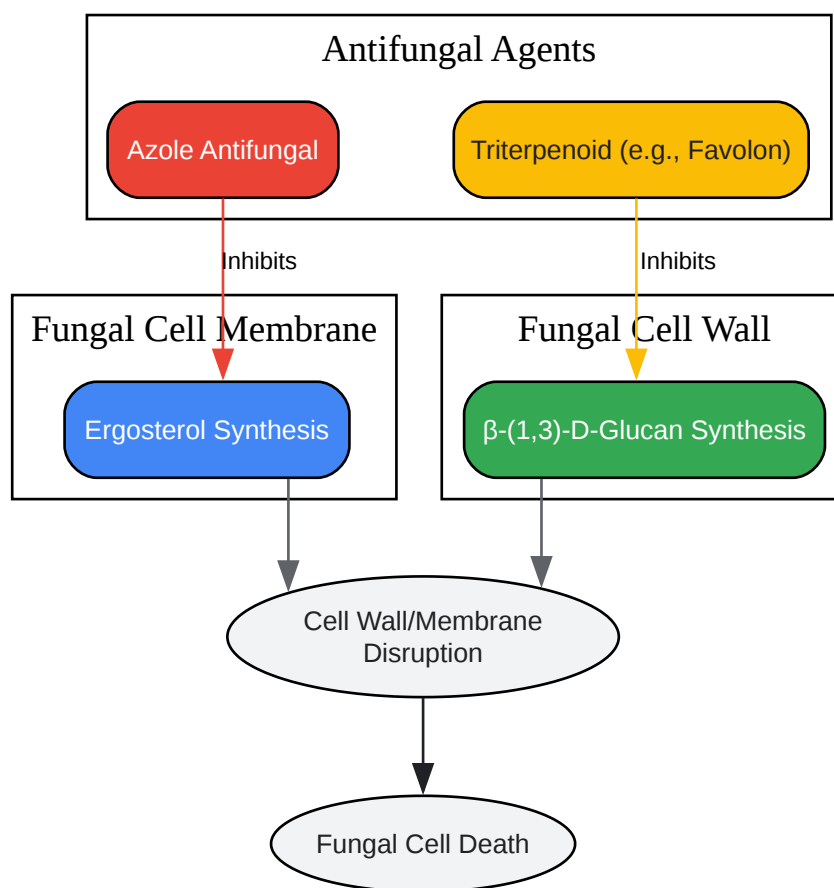 Antifungal Agents
Azole Antifungal
Triterpenoid (e.g., Favolon)
Inhibits
Inhibits
Fungal Cell Membrane
Fungal Cell Wall
Ergosterol Synthesis
β-(1,3)-D-Glucan Synthesis
Cell Wall/Membrane
Disruption
Fungal Cell Death